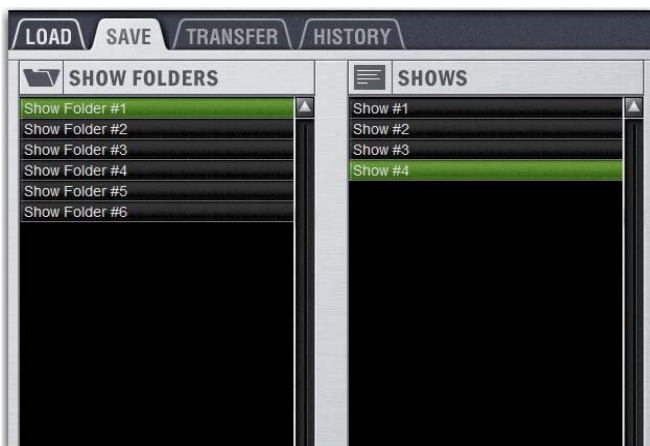 LOAD SAVE TRANSFER HISTORY
SHOW FOLDERS
Show Folder #1
Show Folder #2
Show Folder #3
Show Folder #4
Show Folder #5
Show Folder #6
SHOWS
Show #1
Show #2
Show #3
Show #4